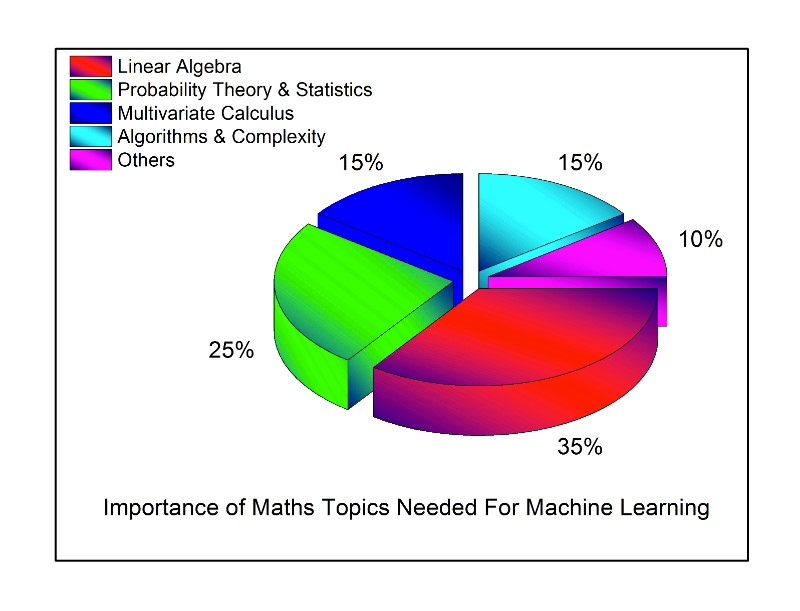 Linear Algebra
Probability Theory & Statistics
Multivariate Calculus
Algorithms & Complexity
Others
15%
15%
10%
25%
35%
Importance of Maths Topics Needed For Machine Learning